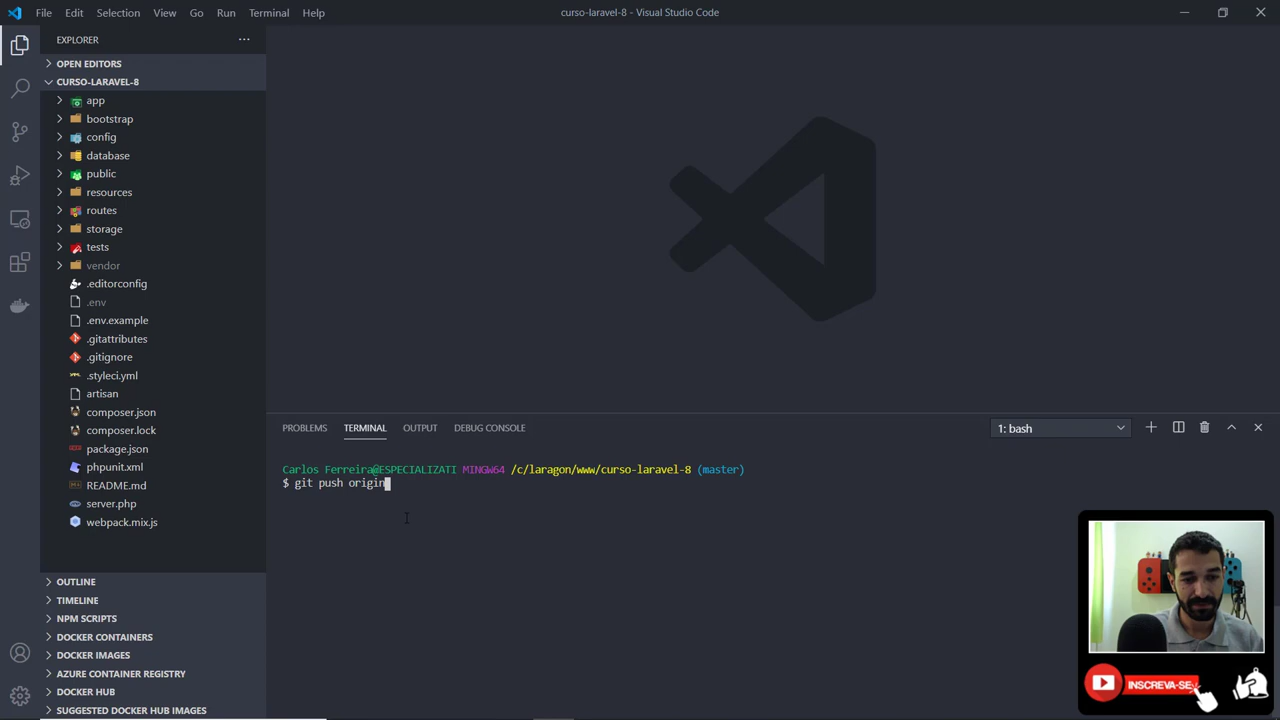 File Edit Selection View Go Run Terminal Help
curso-laravel-8 - Visual Studio Code
EXPLORER
OPEN EDITORS
CURSO-LARAVEL-8
app
bootstrap
config
database
public
resources
routes
storage
tests
vendor
.editorconfig
.env
.env.example
.gitattributes
.gitignore
.styleci.yml
artisan
composer.json
composer.lock
package.json
phpunit.xml
README.md
server.php
webpack.mix.js
OUTLINE
TIMELINE
NPM SCRIPTS
DOCKER CONTAINERS
DOCKER IMAGES
AZURE CONTAINER REGISTRY
DOCKER HUB
SUGGESTED DOCKER HUB IMAGES
PROBLEMS TERMINAL OUTPUT DEBUG CONSOLE
1: bash
Carlos Ferreira@ESPECIALIZATI MINGW64 /c/laragon/www/curso-laravel-8 (master)
$ git push origin
INSCREVA-SE